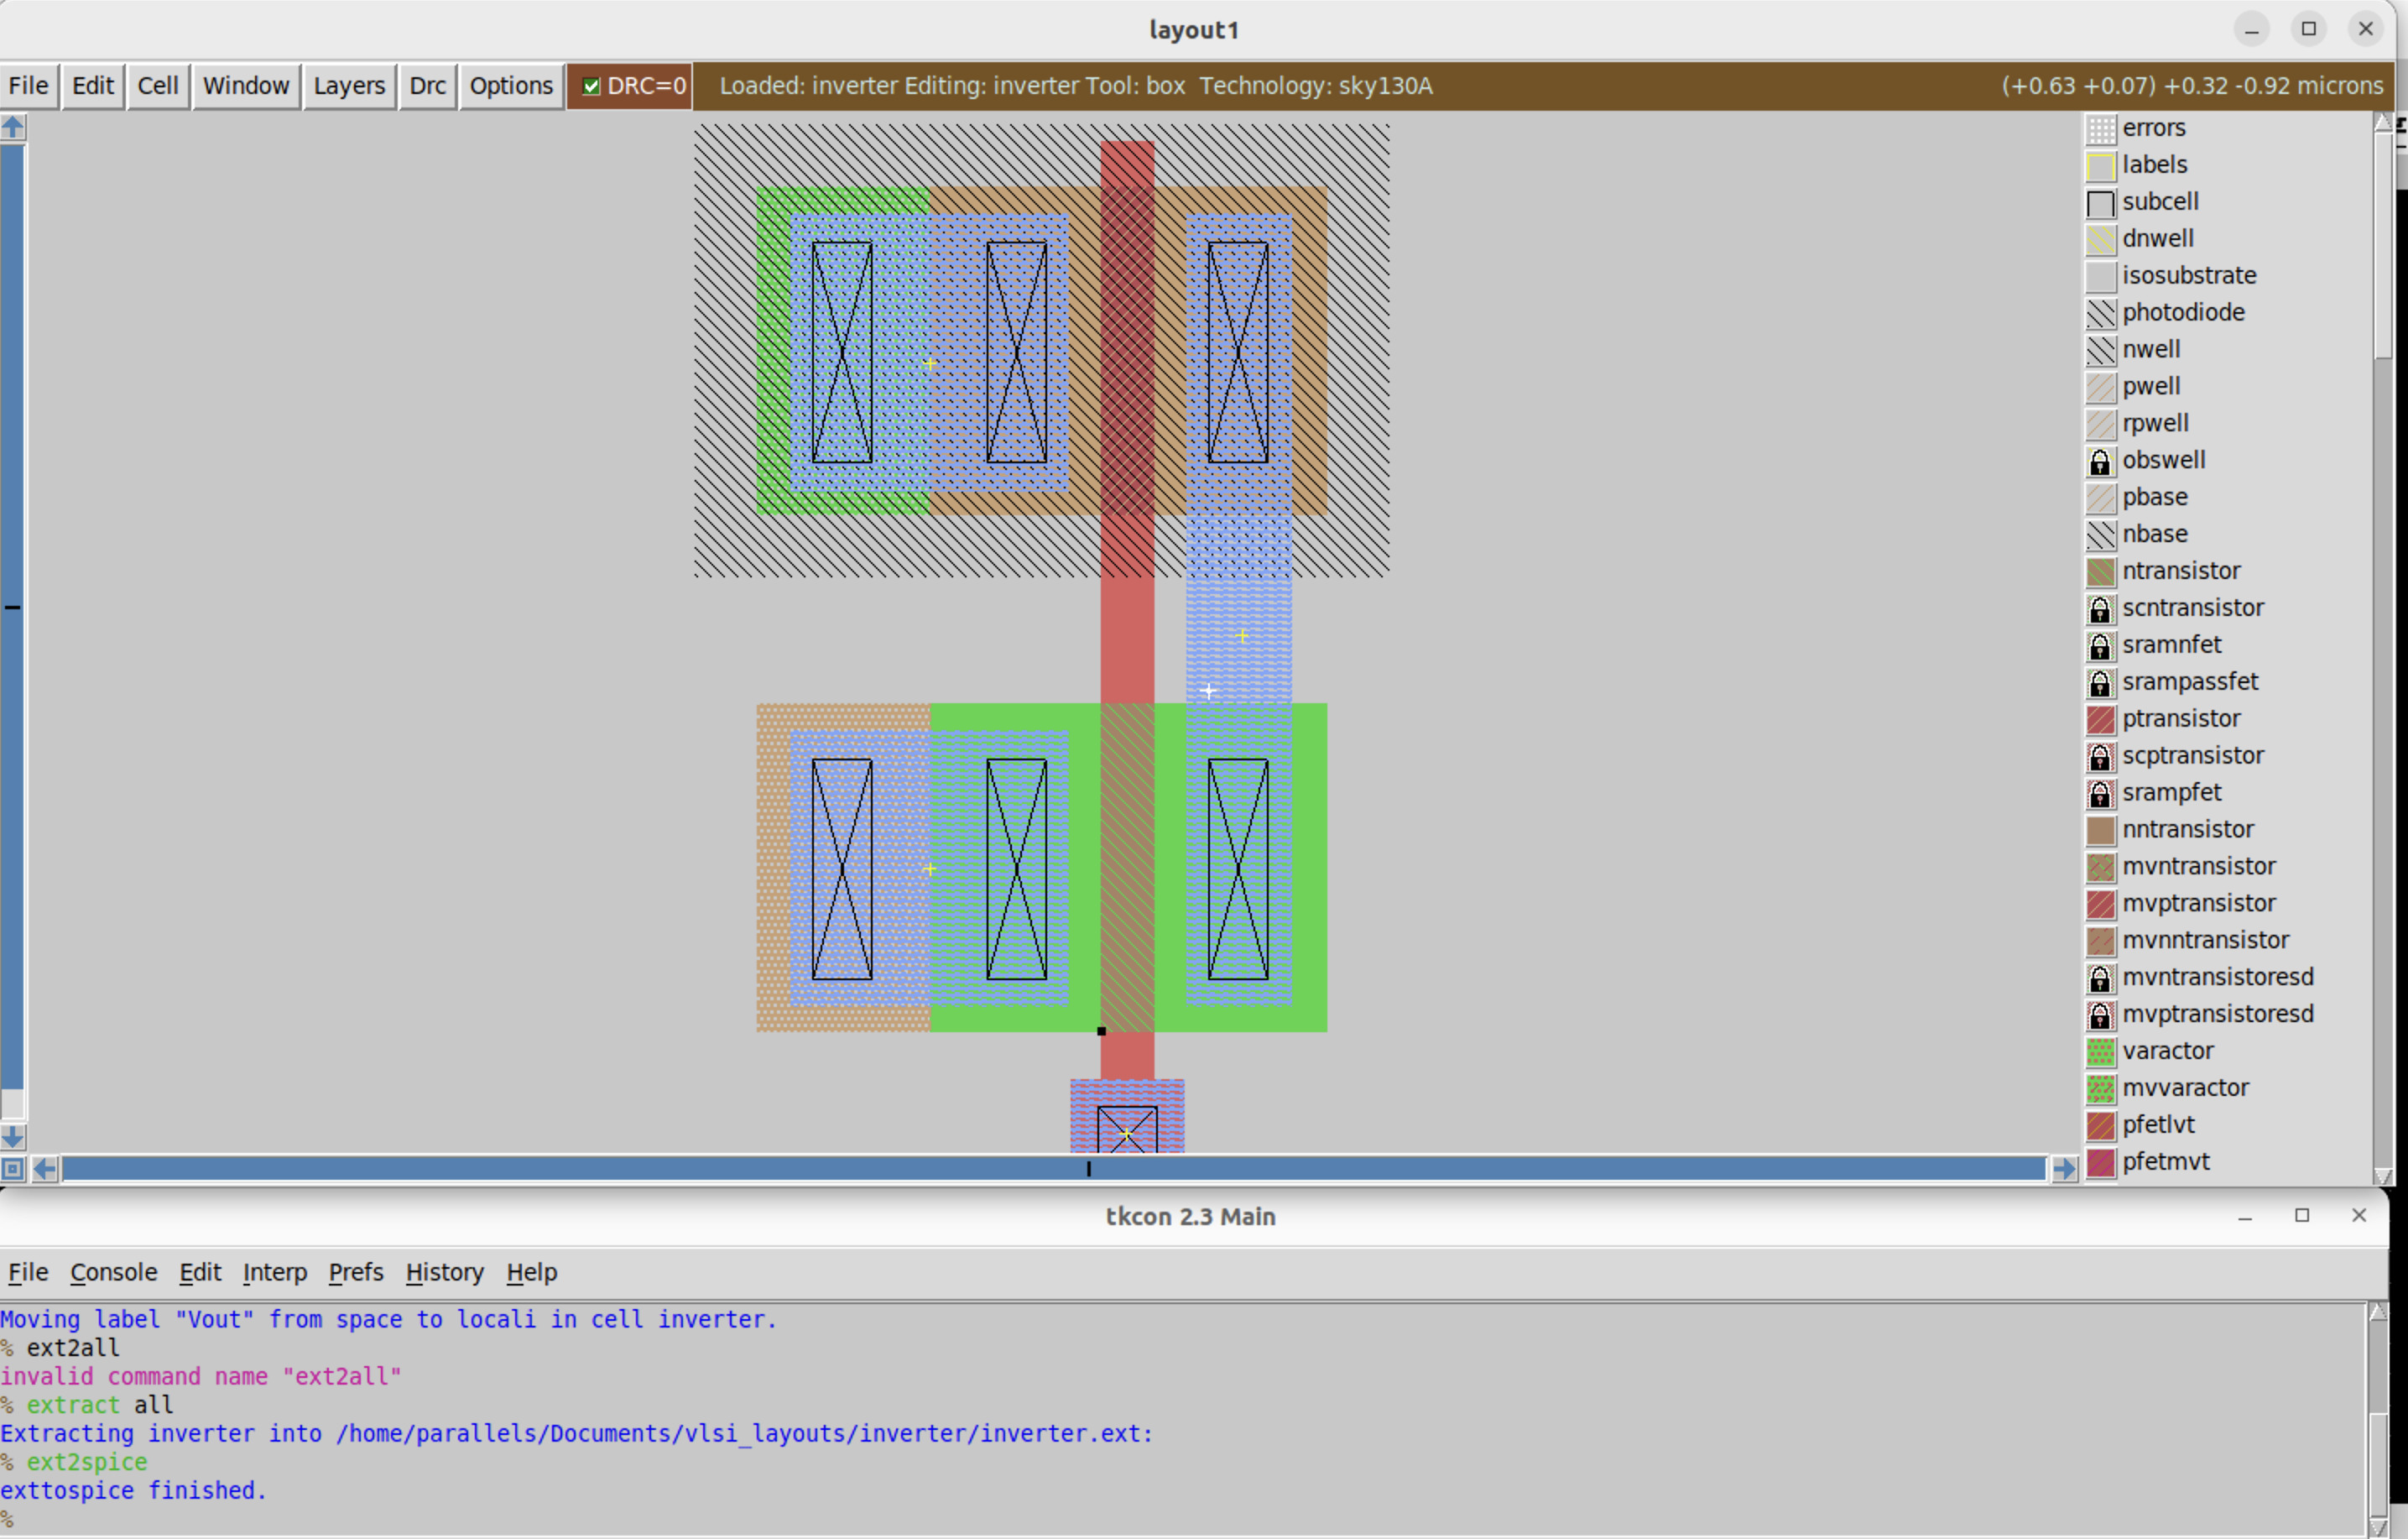 layout1
File Edit Cell Window Layers Drc Options DRC=0 Loaded: inverter Editing: inverter Tool: box Technology: sky130A (+0.63 +0.07) +0.32 -0.92 microns
errors
labels
subcell
dnwell
isosubstrate
photodiode
nwell
pwell
rpwell
obswell
pbase
nbase
ntransistor
scntransistor
sramnfet
srampassfet
ptransistor
scptransistor
srampfet
nntransistor
mvntransistor
mvptransistor
mvnntransistor
mvntransistoresd
mvptransistoresd
varactor
mvvaractor
pfetlvt
pfetmvt
tkcon 2.3 Main
File Console Edit Interp Prefs History Help
Moving label "Vout" from space to locali in cell inverter.
% ext2all
invalid command name "ext2all"
% extract all
Extracting inverter into /home/parallels/Documents/vlsi_layouts/inverter/inverter.ext:
% ext2spice
exttospice finished.
%